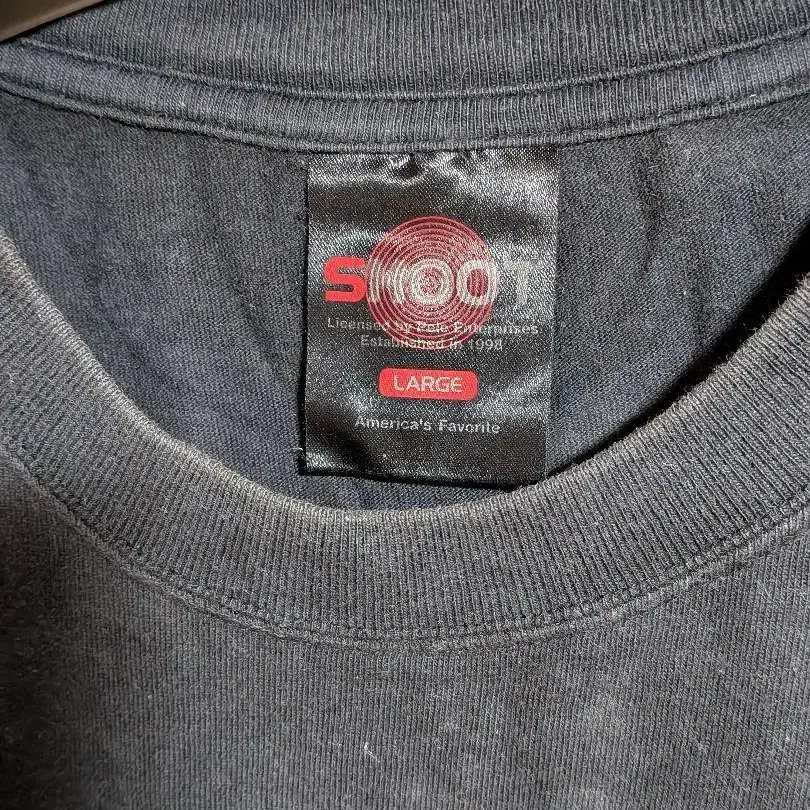 SHOOT
Licensed by Pele Enterprises
Established in 1998
LARGE
America's Favorite